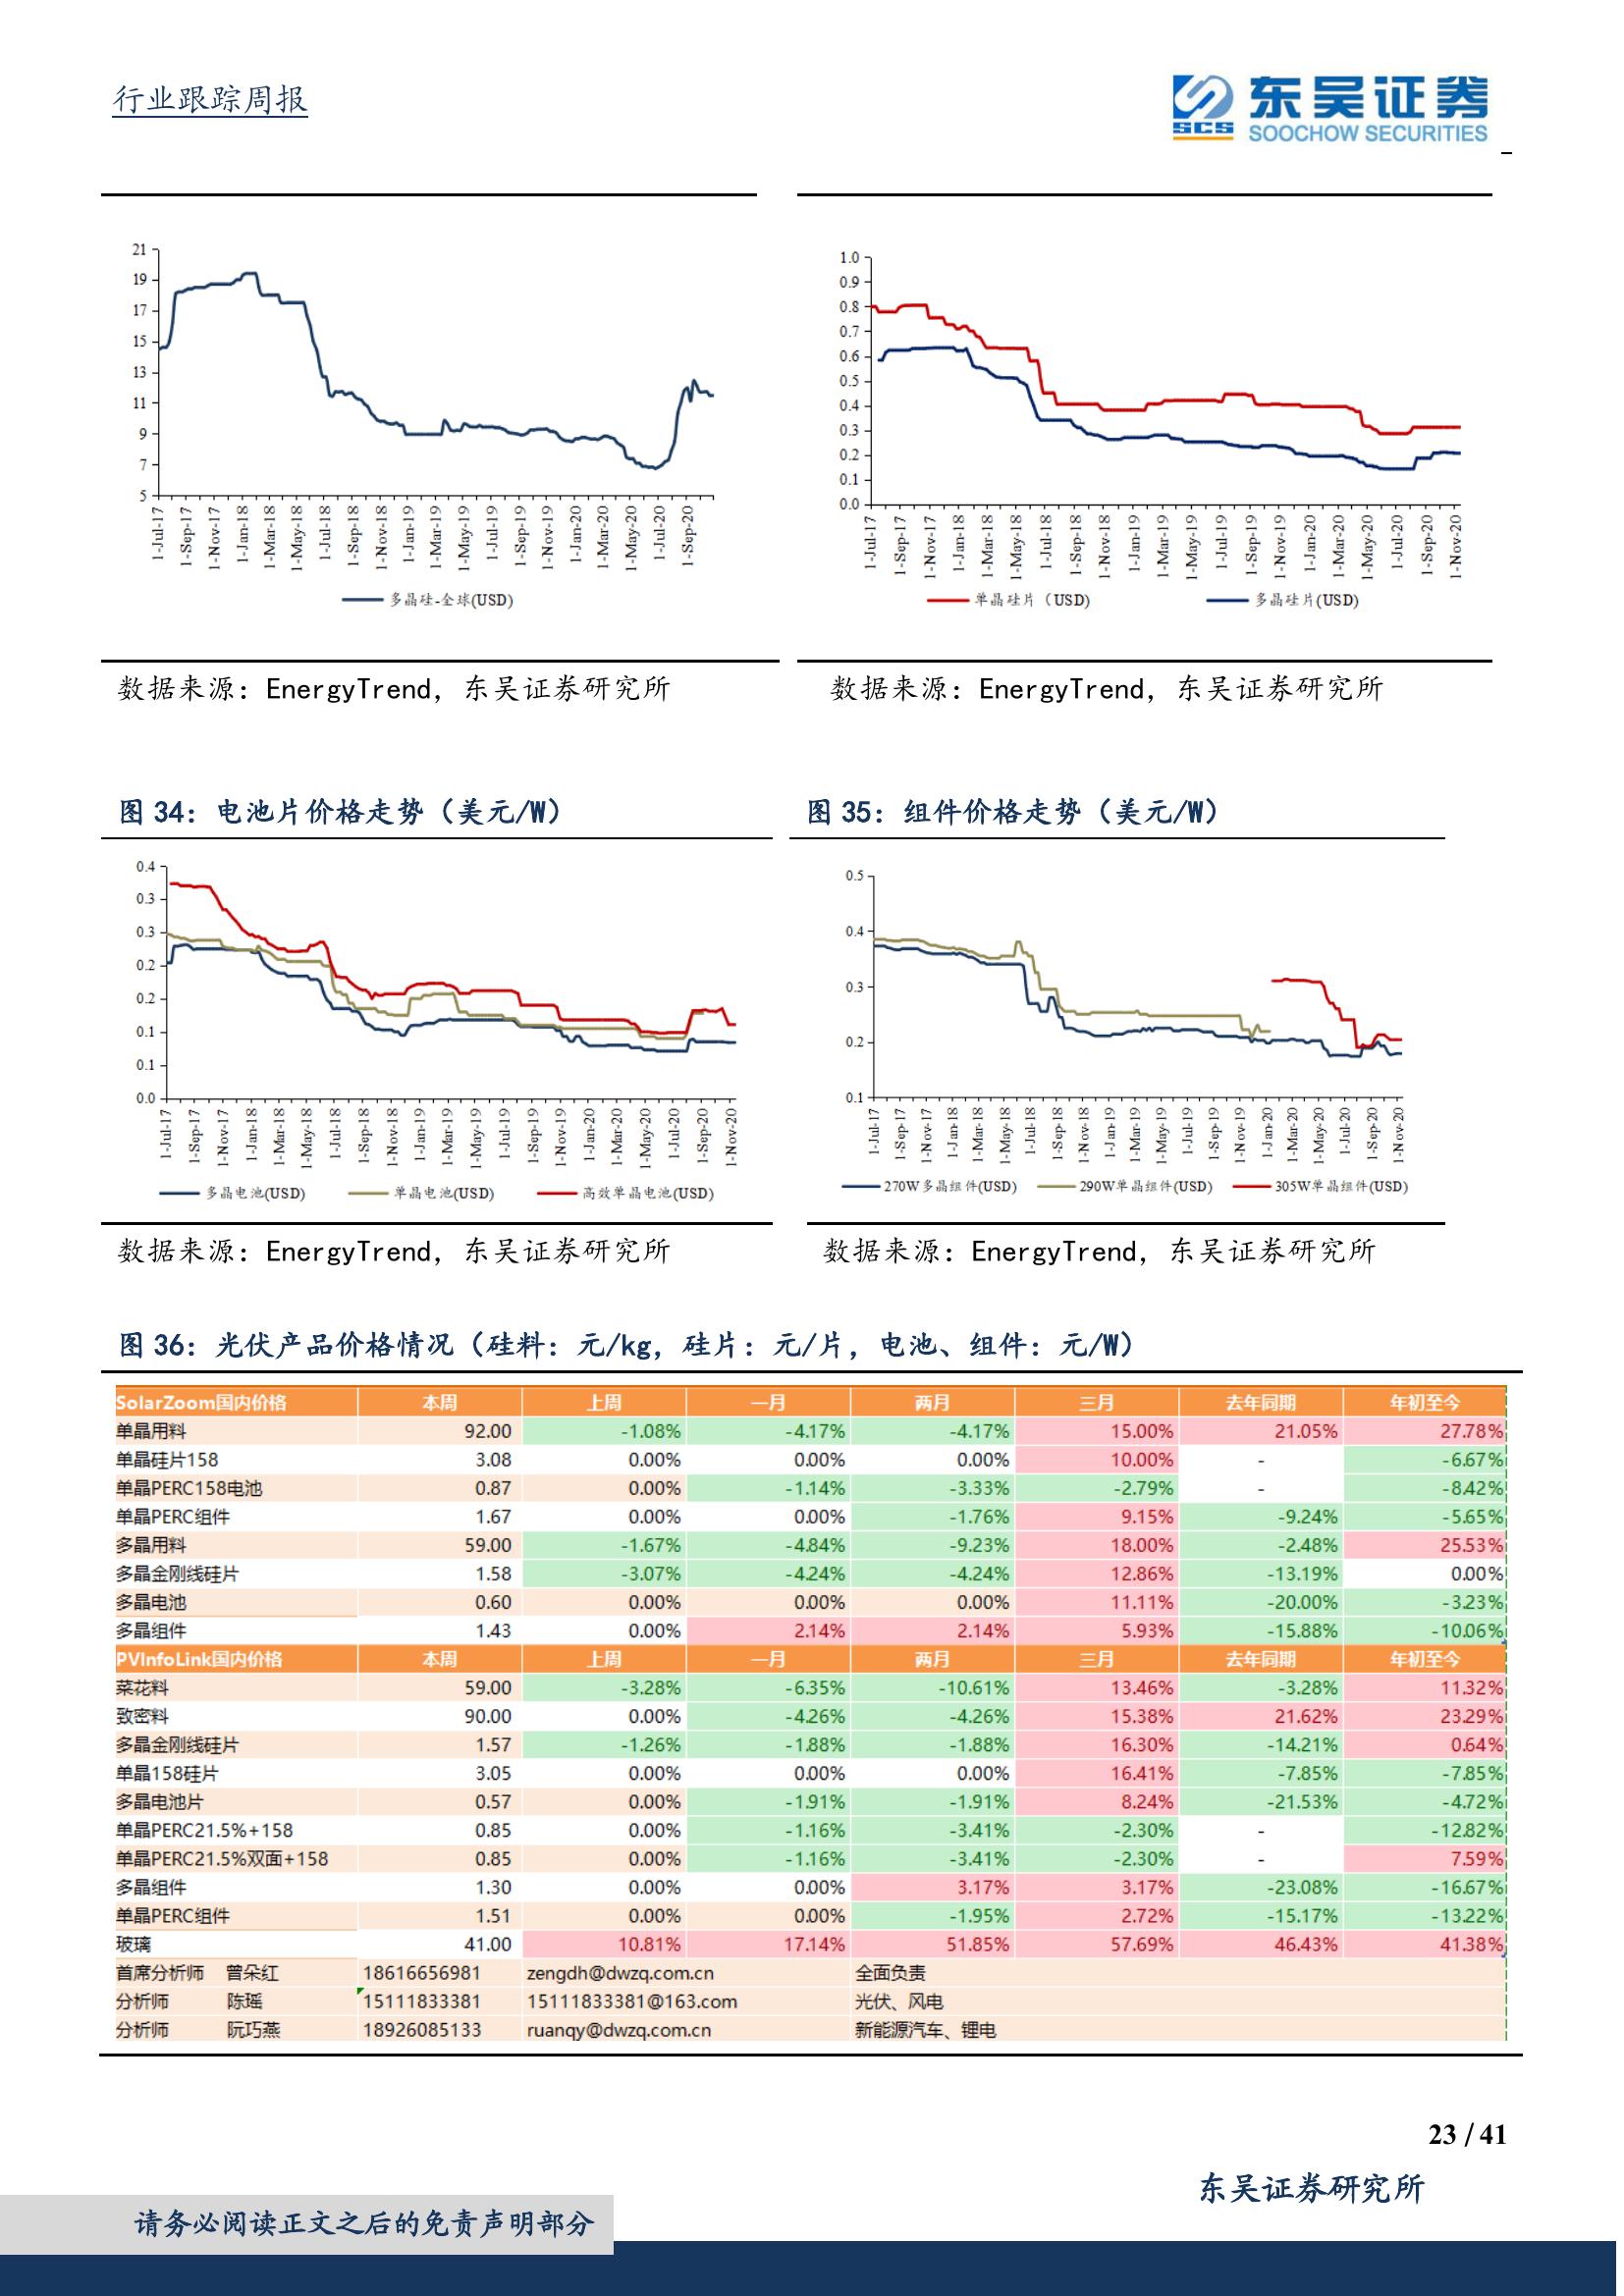 行业跟踪周报
东吴证券
SCS
SOOCHOW SECURITIES
21
19
17
15
13
11
9
7
5
1-Jul-17
1-Sep-17
1-Nov-17
1-Jan-18
1-Mar-18
1-May-18
1-Jul-18
1-Sep-18
1-Nov-18
1-Jan-19
1-Mar-19
1-May-19
1-Jul-19
1-Sep-19
1-Nov-19
1-Jan-20
1-Mar-20
1-May-20
1-Jul-20
1-Sep-20
多晶硅-全球(USD)
1.0
0.9
0.8
0.7
0.6
0.5
0.4
0.3
0.2
0.1
0.0
1-Jul-17
1-Sep-17
1-Nov-17
1-Jan-18
1-Mar-18
1-May-18
1-Jul-18
1-Sep-18
1-Nov-18
1-Jan-19
1-Mar-19
1-May-19
1-Jul-19
1-Sep-19
1-Nov-19
1-Jan-20
1-Mar-20
1-May-20
1-Jul-20
1-Sep-20
1-Nov-20
单晶硅片（USD) 多晶硅片(USD)
数据来源：EnergyTrend，东吴证券研究所
数据来源：EnergyTrend，东吴证券研究所
图 34：电池片价格走势（美元/W）
图 35：组件价格走势（美元/W）
0.4
0.3
0.3
0.2
0.2
0.1
0.1
0.0
1-Jul-17
1-Sep-17
1-Nov-17
1-Jan-18
1-Mar-18
1-May-18
1-Jul-18
1-Sep-18
1-Nov-18
1-Jan-19
1-Mar-19
1-May-19
1-Jul-19
1-Sep-19
1-Nov-19
1-Jan-20
1-Mar-20
1-May-20
1-Jul-20
1-Sep-20
1-Nov-20
多晶电池(USD) 单晶电池(USD) 高效单晶电池(USD)
0.5
0.4
0.3
0.2
0.1
1-Jul-17
1-Sep-17
1-Nov-17
1-Jan-18
1-Mar-18
1-May-18
1-Jul-18
1-Sep-18
1-Nov-18
1-Jan-19
1-Mar-19
1-May-19
1-Jul-19
1-Sep-19
1-Nov-19
1-Jan-20
1-Mar-20
1-May-20
1-Jul-20
1-Sep-20
1-Nov-20
270W多晶组件(USD) 290W单晶组件(USD) 305W单晶组件(USD)
数据来源：EnergyTrend，东吴证券研究所
数据来源：EnergyTrend，东吴证券研究所
图 36：光伏产品价格情况（硅料：元/kg，硅片：元/片，电池、组件：元/W）
SolarZoom国内价格 本周 上周 一月 两月 三月 去年同期 年初至今
单晶用料 92.00 -1.08% -4.17% -4.17% 15.00% 21.05% 27.78%
单晶硅片158 3.08 0.00% 0.00% 0.00% 10.00% - -6.67%
单晶PERC158电池 0.87 0.00% -1.14% -3.33% -2.79% - -8.42%
单晶PERC组件 1.67 0.00% 0.00% -1.76% 9.15% -9.24% -5.65%
多晶用料 59.00 -1.67% -4.84% -9.23% 18.00% -2.48% 25.53%
多晶金刚线硅片 1.58 -3.07% -4.24% -4.24% 12.86% -13.19% 0.00%
多晶电池 0.60 0.00% 0.00% 0.00% 11.11% -20.00% -3.23%
多晶组件 1.43 0.00% 2.14% 2.14% 5.93% -15.88% -10.06%
PVInfoLink国内价格 本周 上周 一月 两月 三月 去年同期 年初至今
菜花料 59.00 -3.28% -6.35% -10.61% 13.46% -3.28% 11.32%
致密料 90.00 0.00% -4.26% -4.26% 15.38% 21.62% 23.29%
多晶金刚线硅片 1.57 -1.26% -1.88% -1.88% 16.30% -14.21% 0.64%
单晶158硅片 3.05 0.00% 0.00% 0.00% 16.41% -7.85% -7.85%
多晶电池片 0.57 0.00% -1.91% -1.91% 8.24% -21.53% -4.72%
单晶PERC21.5%+158 0.85 0.00% -1.16% -3.41% -2.30% - -12.82%
单晶PERC21.5%双面+158 0.85 0.00% -1.16% -3.41% -2.30% - 7.59%
多晶组件 1.30 0.00% 0.00% 3.17% 3.17% -23.08% -16.67%
单晶PERC组件 1.51 0.00% 0.00% -1.95% 2.72% -15.17% -13.22%
玻璃 41.00 10.81% 17.14% 51.85% 57.69% 46.43% 41.38%
首席分析师 曾朵红 18616656981 zengdh@dwzq.com.cn 全面负责
分析师 陈瑶 15111833381 15111833381@163.com 光伏、风电
分析师 阮巧燕 18926085133 ruanqy@dwzq.com.cn 新能源汽车、锂电
23 / 41
东吴证券研究所
请务必阅读正文之后的免责声明部分